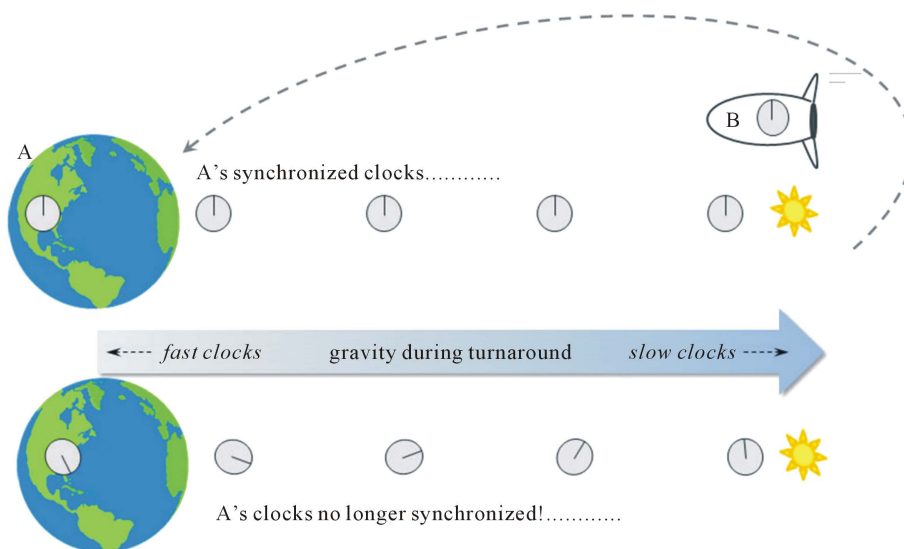 B
A
A's synchronized clocks............
fast clocks gravity during turnaround slow clocks
A's clocks no longer synchronized!............